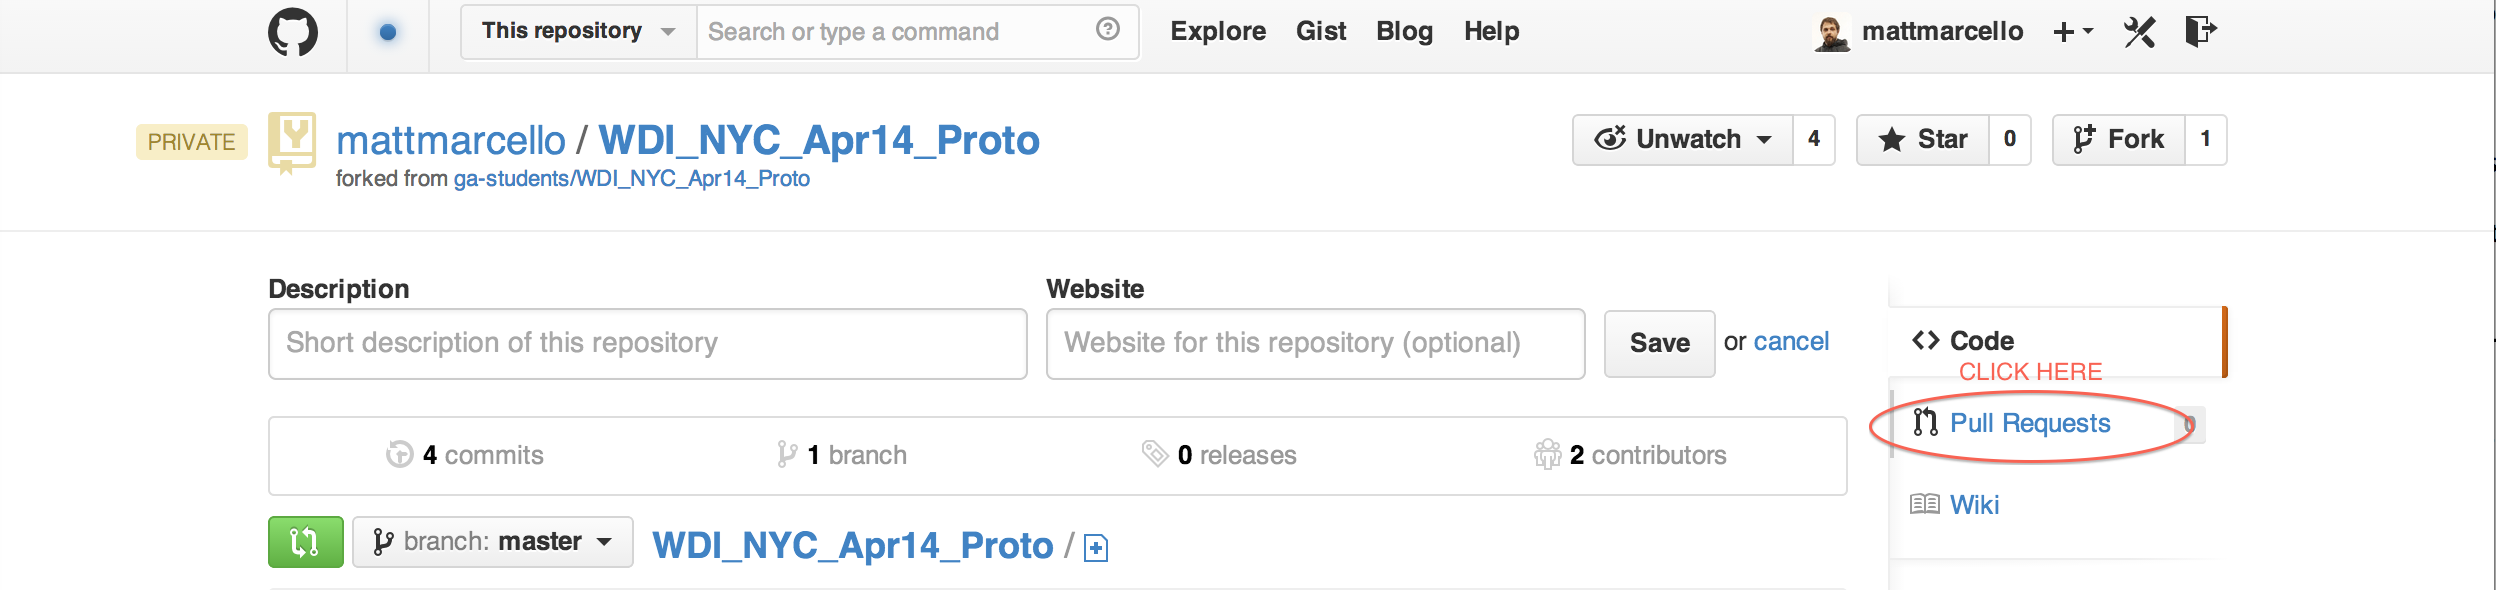 This repository Search or type a command Explore Gist Blog Help mattmarcello
PRIVATE mattmarcello / WDI_NYC_Apr14_Proto Unwatch 4 Star 0 Fork 1
forked from ga-students/WDI_NYC_Apr14_Proto
Description Website
Short description of this repository Website for this repository (optional) Save or cancel
Code
CLICK HERE
Pull Requests 0
4 commits 1 branch 0 releases 2 contributors
Wiki
branch: master WDI_NYC_Apr14_Proto /